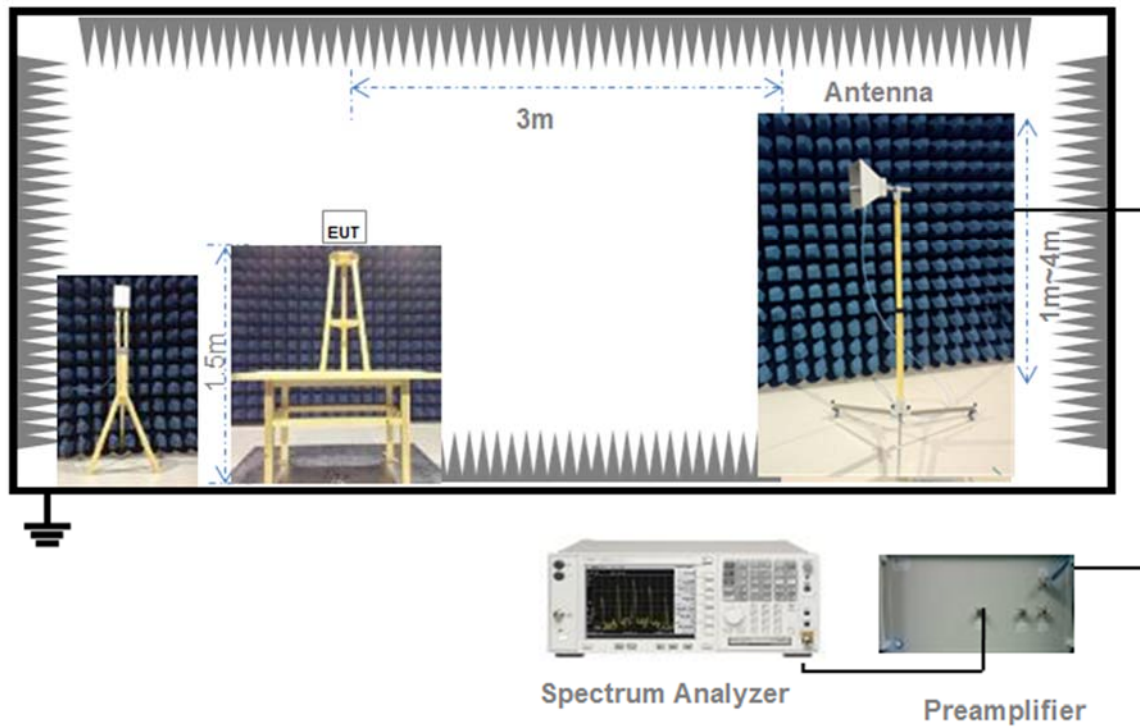 Antenna
3m
EUT
1.5m
1m~4m
Spectrum Analyzer
Preamplifier